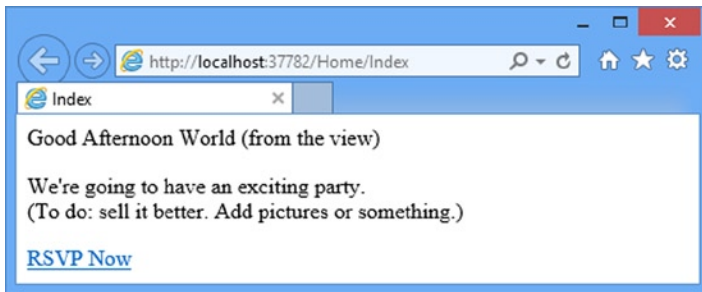 http://localhost:37782/Home/Index
Index
Good Afternoon World (from the view)
We're going to have an exciting party.
(To do: sell it better. Add pictures or something.)
RSVP Now